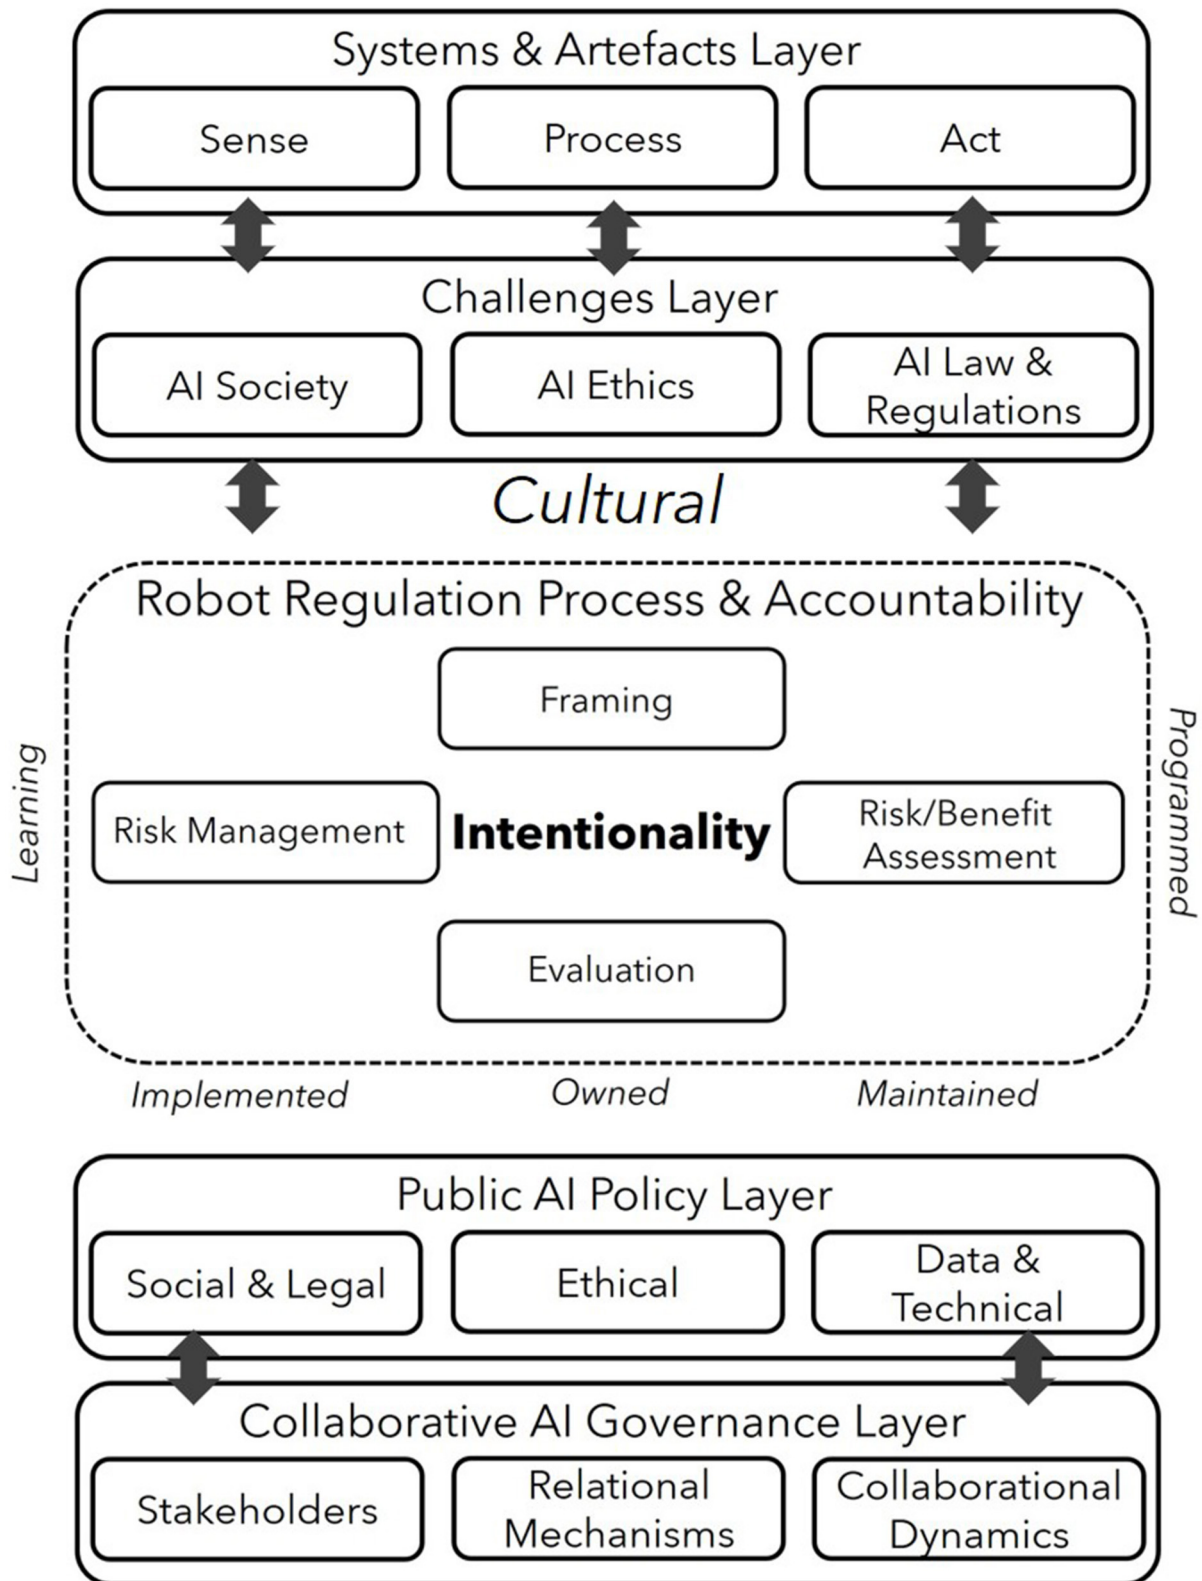 Systems & Artefacts Layer
Sense
Process
Act
Challenges Layer
AI Society
AI Ethics
AI Law &
Regulations
Cultural
Robot Regulation Process & Accountability
Framing
Learning
Risk Management
Intentionality
Risk/Benefit
Assessment
Programmed
Evaluation
Implemented
Owned
Maintained
Public AI Policy Layer
Social & Legal
Ethical
Data &
Technical
Collaborative AI Governance Layer
Stakeholders
Relational
Mechanisms
Collaborational
Dynamics